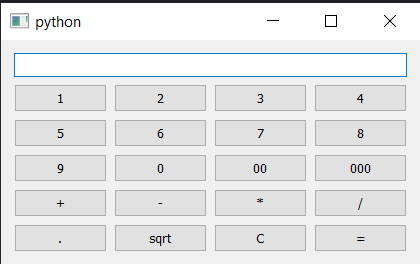 python
1 2 3 4
5 6 7 8
9 0 00 000
+ - * /
. sqrt C =